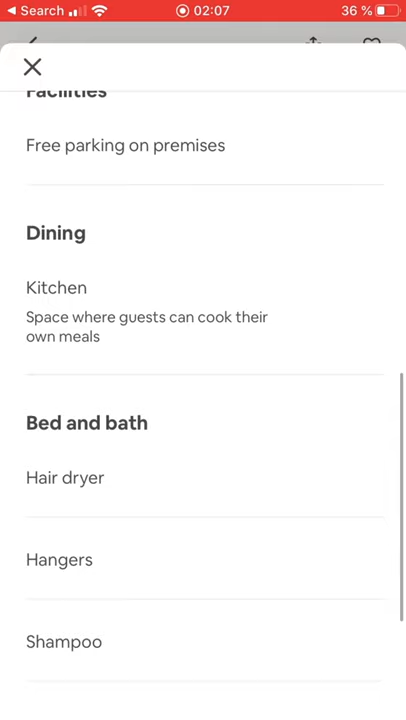 Search 02:07 36 %
Facilities
Free parking on premises
Dining
Kitchen
Space where guests can cook their
own meals
Bed and bath
Hair dryer
Hangers
Shampoo